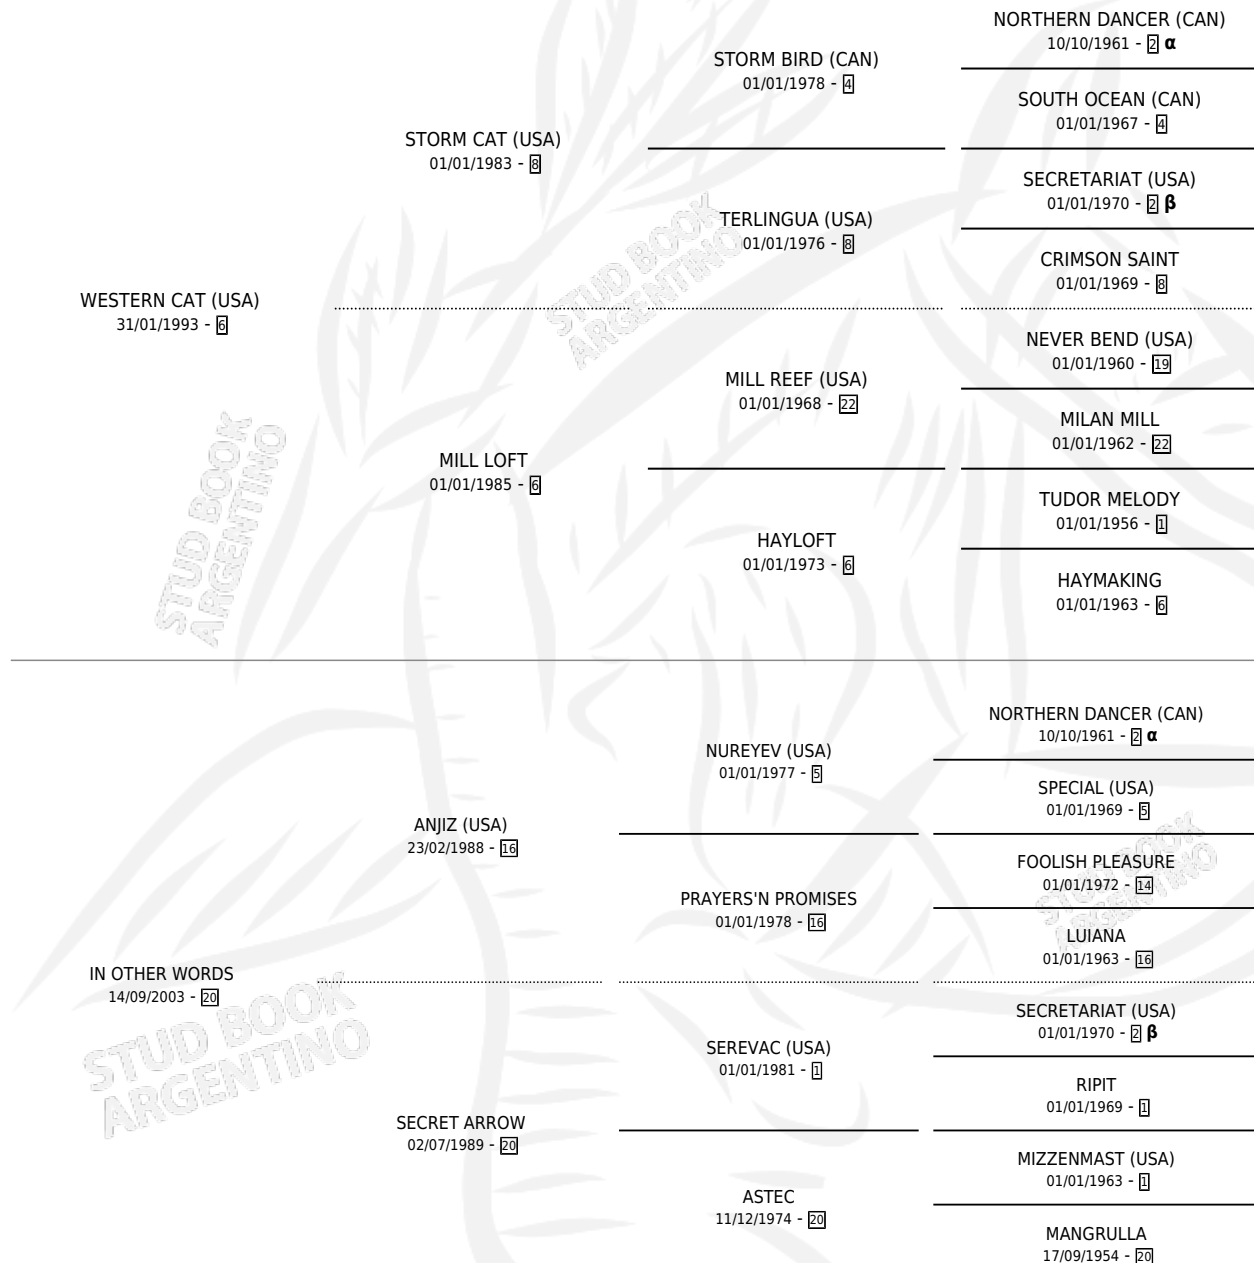 NORTHERN DANCER (CAN)
10/10/1961 - 2 α
STORM BIRD (CAN)
01/01/1978 - 4
SOUTH OCEAN (CAN)
01/01/1967 - 4
STORM CAT (USA)
01/01/1983 - 8
SECRETARIAT (USA)
01/01/1970 - 2 β
TERLINGUA (USA)
01/01/1976 - 8
CRIMSON SAINT
01/01/1969 - 8
WESTERN CAT (USA)
31/01/1993 - 6
NEVER BEND (USA)
01/01/1960 - 19
MILL REEF (USA)
01/01/1968 - 22
MILAN MILL
01/01/1962 - 22
MILL LOFT
01/01/1985 - 6
TUDOR MELODY
01/01/1956 - 1
HAYLOFT
01/01/1973 - 6
HAYMAKING
01/01/1963 - 6
NORTHERN DANCER (CAN)
10/10/1961 - 2 α
NUREYEV (USA)
01/01/1977 - 5
SPECIAL (USA)
01/01/1969 - 5
ANJIZ (USA)
23/02/1988 - 16
FOOLISH PLEASURE
01/01/1972 - 14
PRAYERS'N PROMISES
01/01/1978 - 16
LUIANA
01/01/1963 - 16
IN OTHER WORDS
14/09/2003 - 20
SECRETARIAT (USA)
01/01/1970 - 2 β
SEREVAC (USA)
01/01/1981 - 1
RIPIT
01/01/1969 - 1
SECRET ARROW
02/07/1989 - 20
MIZZENMAST (USA)
01/01/1963 - 1
ASTEC
11/12/1974 - 20
MANGRULLA
17/09/1954 - 20
STUD BOOK
ARGENTINO
STUD BOOK
ARGENTINO
STUD BOOK
ARGENTINO
STUD BOOK
ARGENTINO